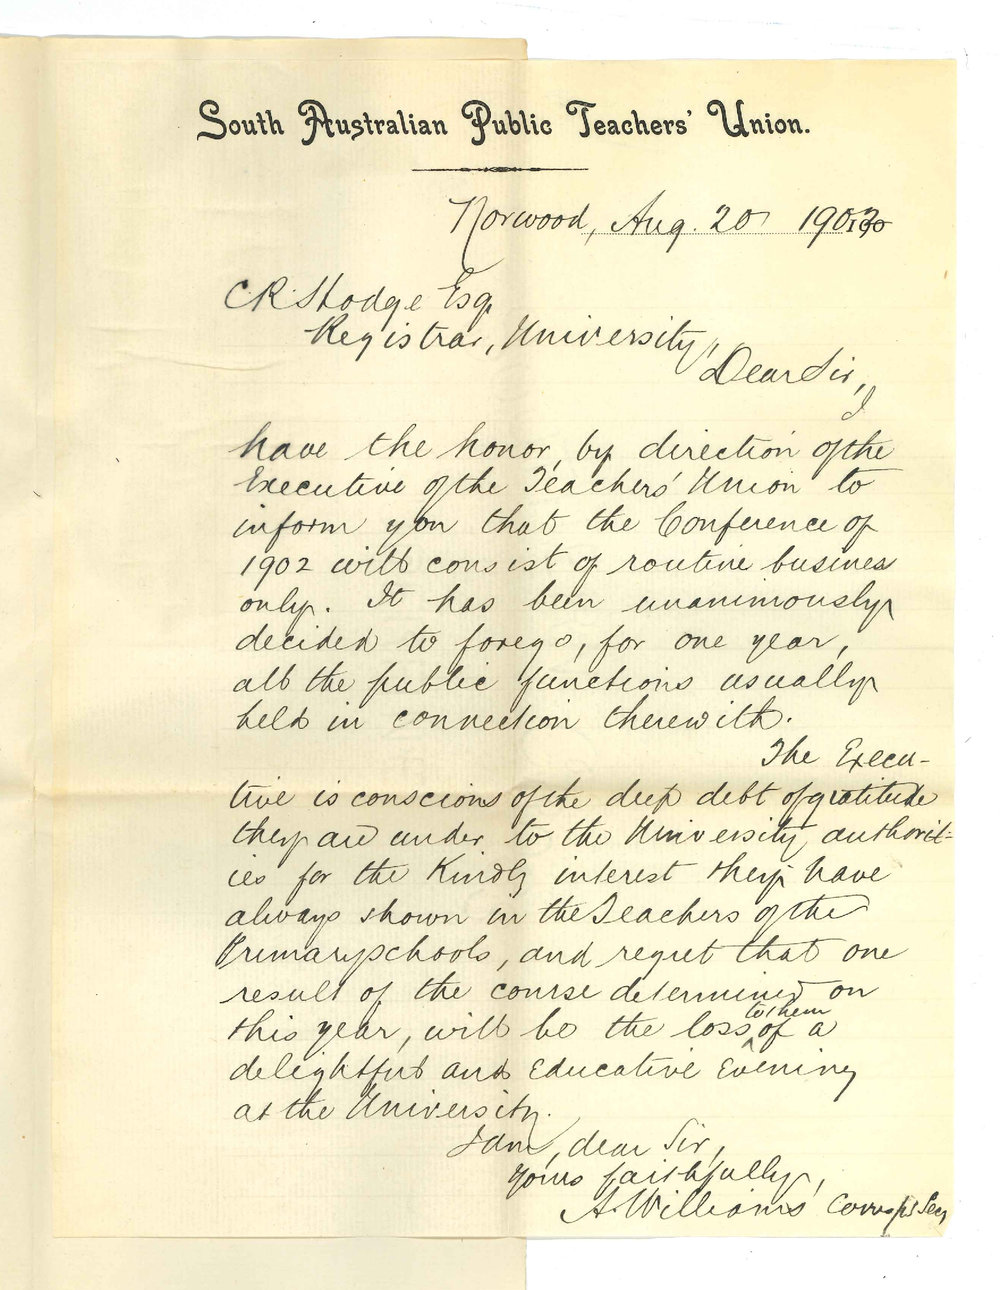 South Australian Public Teachers' Union.
Norwood, Aug. 20 1902
C R Hodge Esq
Registrar, University,
Dear Sir,
I
have the honor, by direction of the
Executive of the Teachers' Union to
inform you that the Conference of
1902 will consist of routine business
only. It has been unanimously
decided to forego, for one year,
all the public functions usually
held in connection therewith.
The Execu-
tive is conscious of the deep debt of gratitude
they are under to the University authorit-
ies for the kindly interest they have
always shown in the Teachers of the
Primary schools, and regret that one
result of the course determined on
this year, will be the loss to them of a
delightful and educative evening
at the University.
I am, dear Sir,
Yours faithfully,
A. Williams Corresp Secy